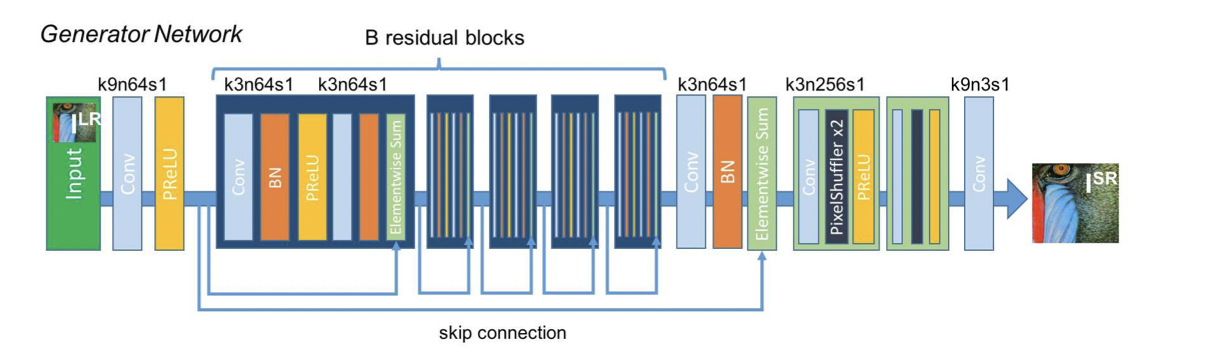 Generator Network
B residual blocks
k9n64s1
k3n64s1
k3n64s1
k3n64s1
k3n256s1
k9n3s1
Input
I^LR
Conv
PReLU
Conv
BN
PReLU
Elementwise Sum
Conv
BN
Elementwise Sum
Conv
PixelShuffler x2
PReLU
Conv
I^SR
skip connection